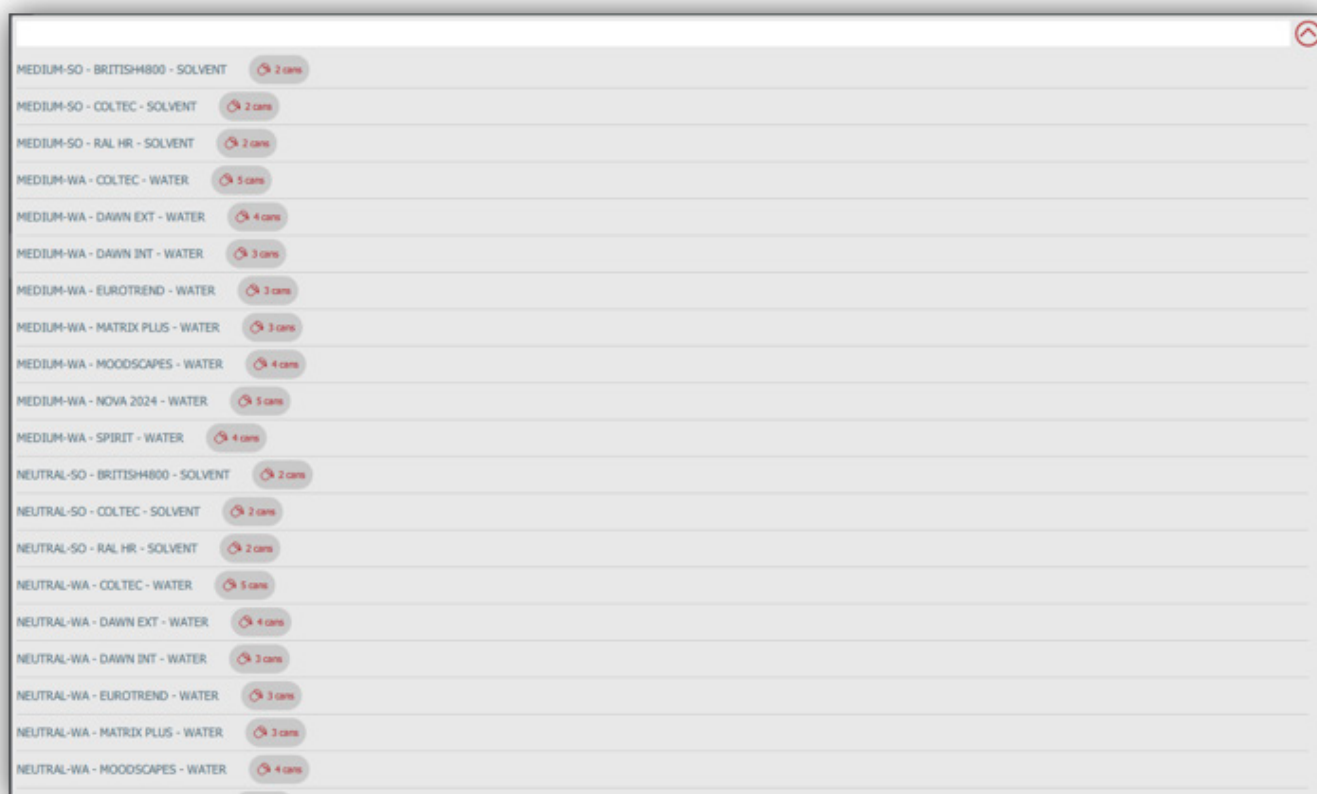 MEDIUM-SO - BRITISH4800 - SOLVENT 2 cans
MEDIUM-SO - COLTEC - SOLVENT 2 cans
MEDIUM-SO - RAL HR - SOLVENT 2 cans
MEDIUM-WA - COLTEC - WATER 5 cans
MEDIUM-WA - DAWN EXT - WATER 4 cans
MEDIUM-WA - DAWN INT - WATER 3 cans
MEDIUM-WA - EUROTREND - WATER 3 cans
MEDIUM-WA - MATRIX PLUS - WATER 3 cans
MEDIUM-WA - MOODSCAPES - WATER 4 cans
MEDIUM-WA - NOVA 2024 - WATER 5 cans
MEDIUM-WA - SPIRIT - WATER 4 cans
NEUTRAL-SO - BRITISH4800 - SOLVENT 2 cans
NEUTRAL-SO - COLTEC - SOLVENT 2 cans
NEUTRAL-SO - RAL HR - SOLVENT 2 cans
NEUTRAL-WA - COLTEC - WATER 5 cans
NEUTRAL-WA - DAWN EXT - WATER 4 cans
NEUTRAL-WA - DAWN INT - WATER 3 cans
NEUTRAL-WA - EUROTREND - WATER 3 cans
NEUTRAL-WA - MATRIX PLUS - WATER 3 cans
NEUTRAL-WA - MOODSCAPES - WATER 4 cans